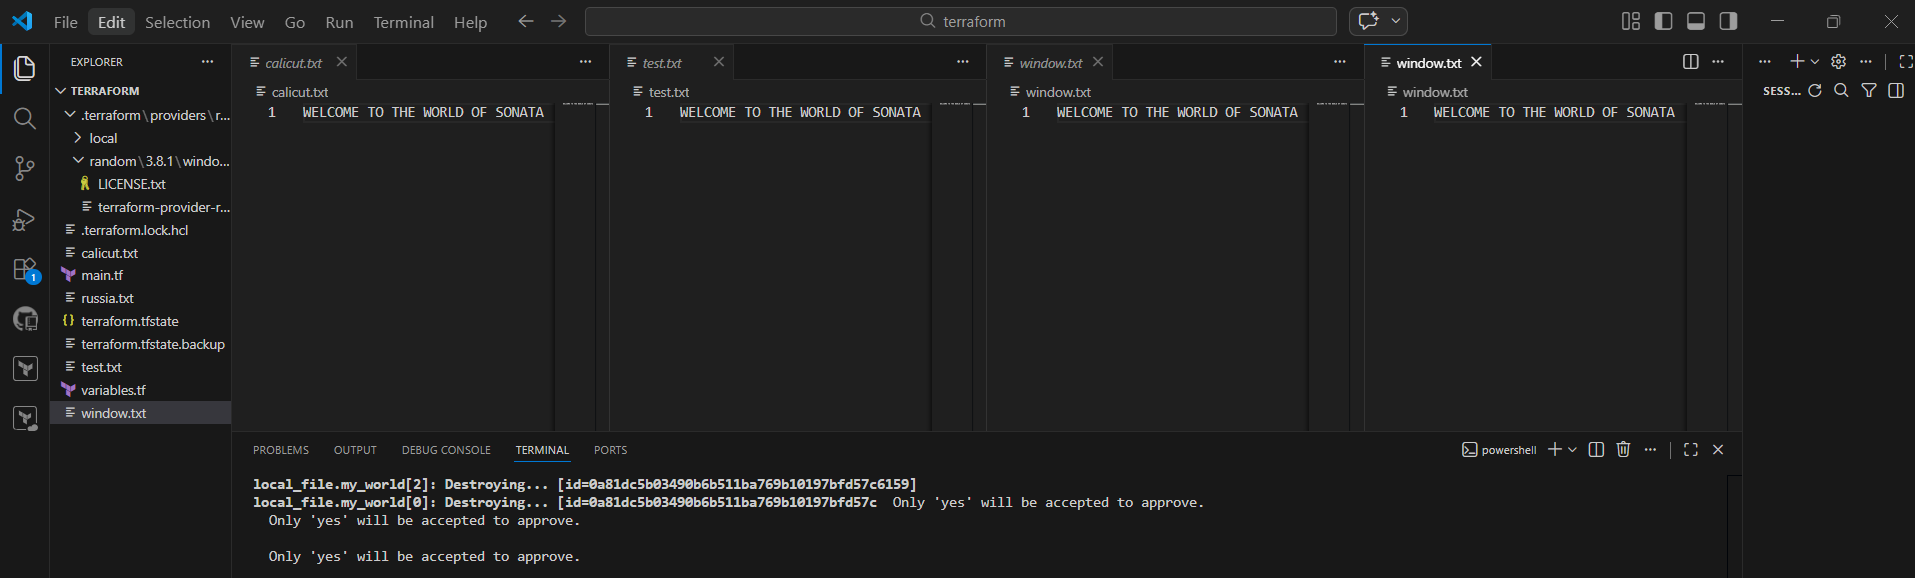 File Edit Selection View Go Run Terminal Help
terraform
EXPLORER
TERRAFORM
.terraform\providers\r...
local
random\3.8.1\windo...
LICENSE.txt
terraform-provider-r...
.terraform.lock.hcl
calicut.txt
main.tf
russia.txt
terraform.tfstate
terraform.tfstate.backup
test.txt
variables.tf
window.txt
1
calicut.txt
calicut.txt
1 WELCOME TO THE WORLD OF SONATA
test.txt
test.txt
1 WELCOME TO THE WORLD OF SONATA
window.txt
window.txt
1 WELCOME TO THE WORLD OF SONATA
window.txt
window.txt
1 WELCOME TO THE WORLD OF SONATA
SESS...
PROBLEMS OUTPUT DEBUG CONSOLE TERMINAL PORTS
powershell
local_file.my_world[2]: Destroying... [id=0a81dc5b03490b6b511ba769b10197bfd57c6159]
local_file.my_world[0]: Destroying... [id=0a81dc5b03490b6b511ba769b10197bfd57c  Only 'yes' will be accepted to approve.
Only 'yes' will be accepted to approve.
Only 'yes' will be accepted to approve.